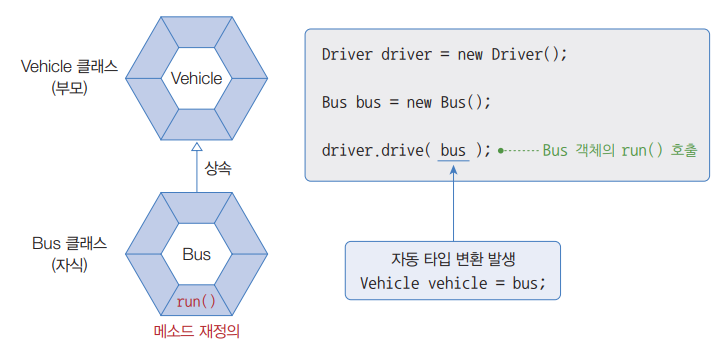 Vehicle 클래스
(부모)
Vehicle
상속
Bus 클래스
(자식)
Bus
run()
메소드 재정의
Driver driver = new Driver();
Bus bus = new Bus();
driver.drive( bus ); Bus 객체의 run() 호출
자동 타입 변환 발생
Vehicle vehicle = bus;